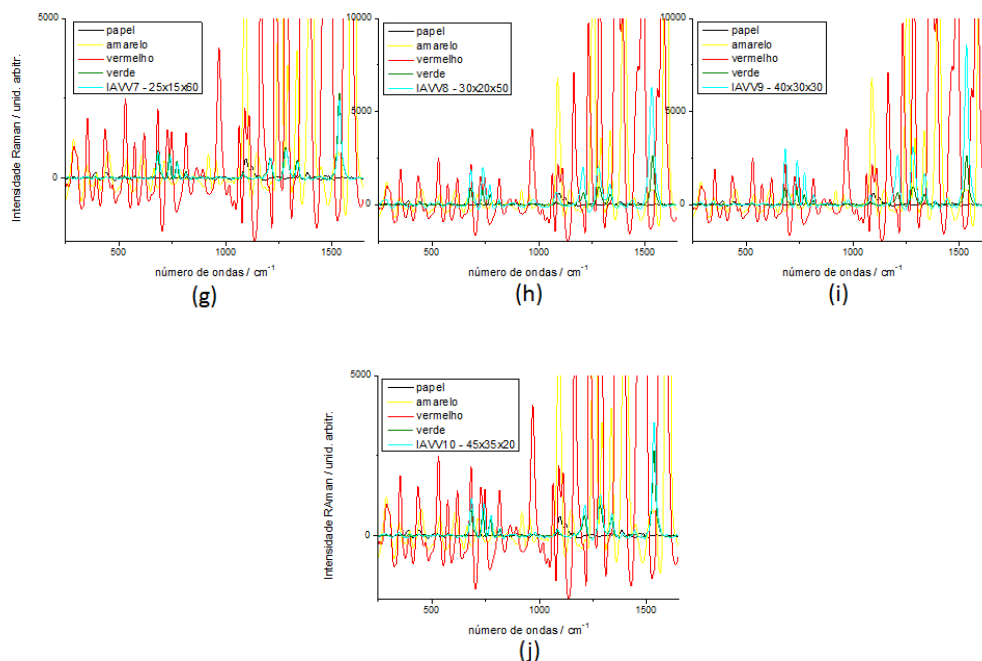 5000
0
Intensidade Raman / unid. arbitr.
papel
amarelo
vermelho
verde
IAVV7 - 25x15x60
500
1000
1500
número de ondas / cm⁻¹
(g)
10000
5000
0
papel
amarelo
vermelho
verde
IAVV8 - 30x20x50
500
1000
1500
número de ondas / cm⁻¹
(h)
10000
5000
0
papel
amarelo
vermelho
verde
IAVV9 - 40x30x30
500
1000
1500
número de ondas / cm⁻¹
(i)
5000
0
Intensidade RAman / unid. arbitr.
papel
amarelo
vermelho
verde
IAVV10 - 45x35x20
500
1000
1500
número de ondas / cm⁻¹
(j)